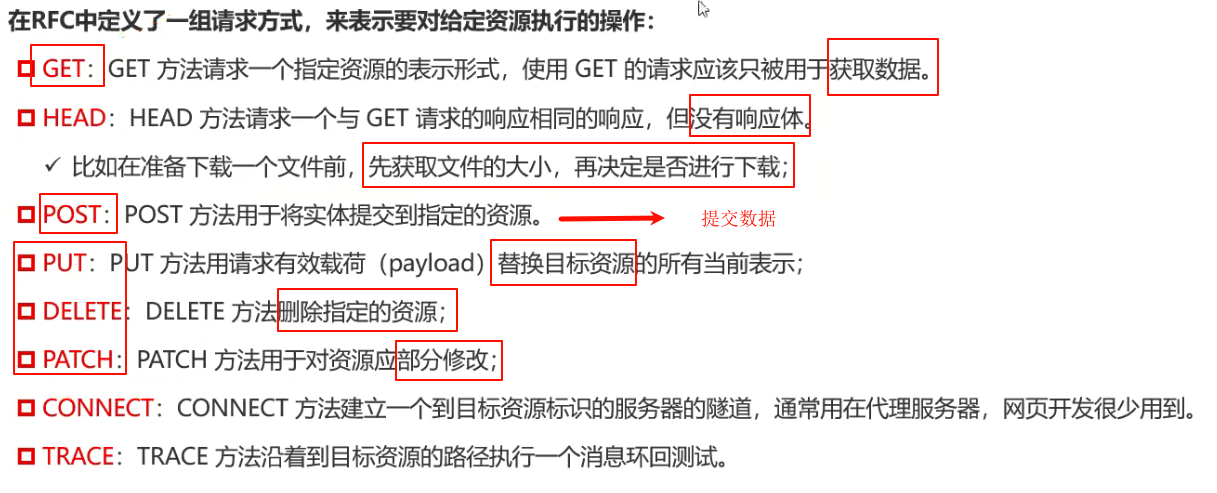 在RFC中定义了一组请求方式，来表示要对给定资源执行的操作：
GET：GET 方法请求一个指定资源的表示形式，使用 GET 的请求应该只被用于获取数据。
HEAD：HEAD 方法请求一个与 GET 请求的响应相同的响应，但没有响应体。
✓ 比如在准备下载一个文件前，先获取文件的大小，再决定是否进行下载；
POST：POST 方法用于将实体提交到指定的资源。 提交数据
PUT：PUT 方法用请求有效载荷（payload）替换目标资源的所有当前表示；
DELETE：DELETE 方法删除指定的资源；
PATCH：PATCH 方法用于对资源应部分修改；
CONNECT：CONNECT 方法建立一个到目标资源标识的服务器的隧道，通常用在代理服务器，网页开发很少用到。
TRACE：TRACE 方法沿着到目标资源的路径执行一个消息环回测试。